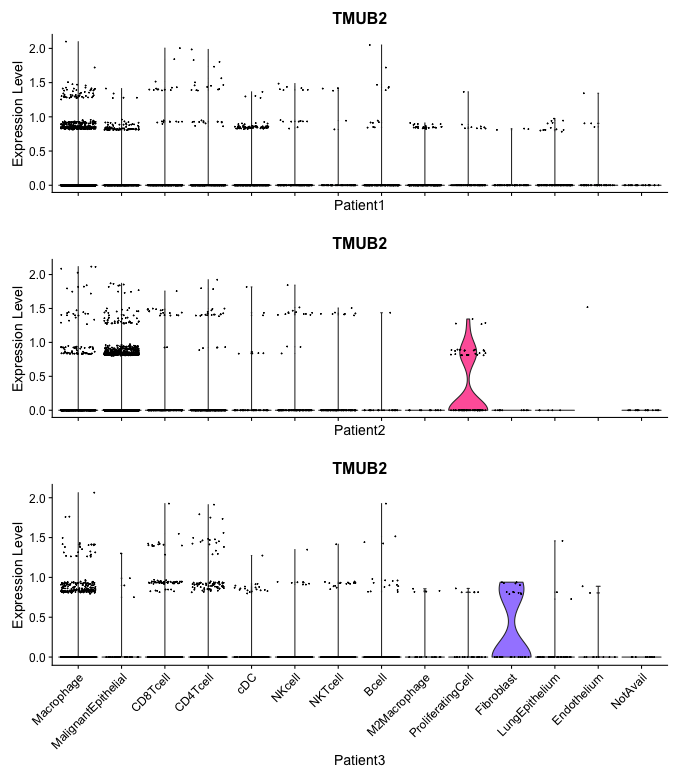 TMUB2
Expression Level
2.0
1.5
1.0
0.5
0.0
Patient1
TMUB2
Expression Level
2.0
1.5
1.0
0.5
0.0
Patient2
TMUB2
Expression Level
2.0
1.5
1.0
0.5
0.0
Macrophage
MalignantEpithelial
CD8Tcell
CD4Tcell
cDC
NKcell
NKTcell
Bcell
M2Macrophage
ProliferatingCell
Fibroblast
LungEpithelium
Endothelium
NotAvail
Patient3